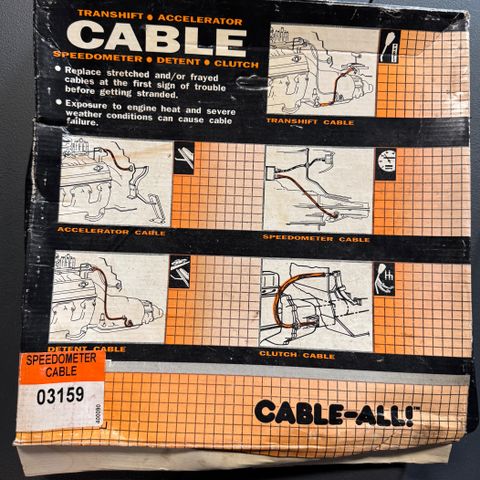 TRANSHIFT • ACCELERATOR
CABLE
SPEEDOMETER • DETENT • CLUTCH
• Replace stretched and/or frayed
cables at the first sign of trouble
before getting stranded.
• Exposure to engine heat and severe
weather conditions can cause cable
failure.
TRANSHIFT CABLE
ACCELERATOR CABLE
SPEEDOMETER CABLE
DETENT CABLE
CLUTCH CABLE
SPEEDOMETER
CABLE
03159
CABLE-ALL!™